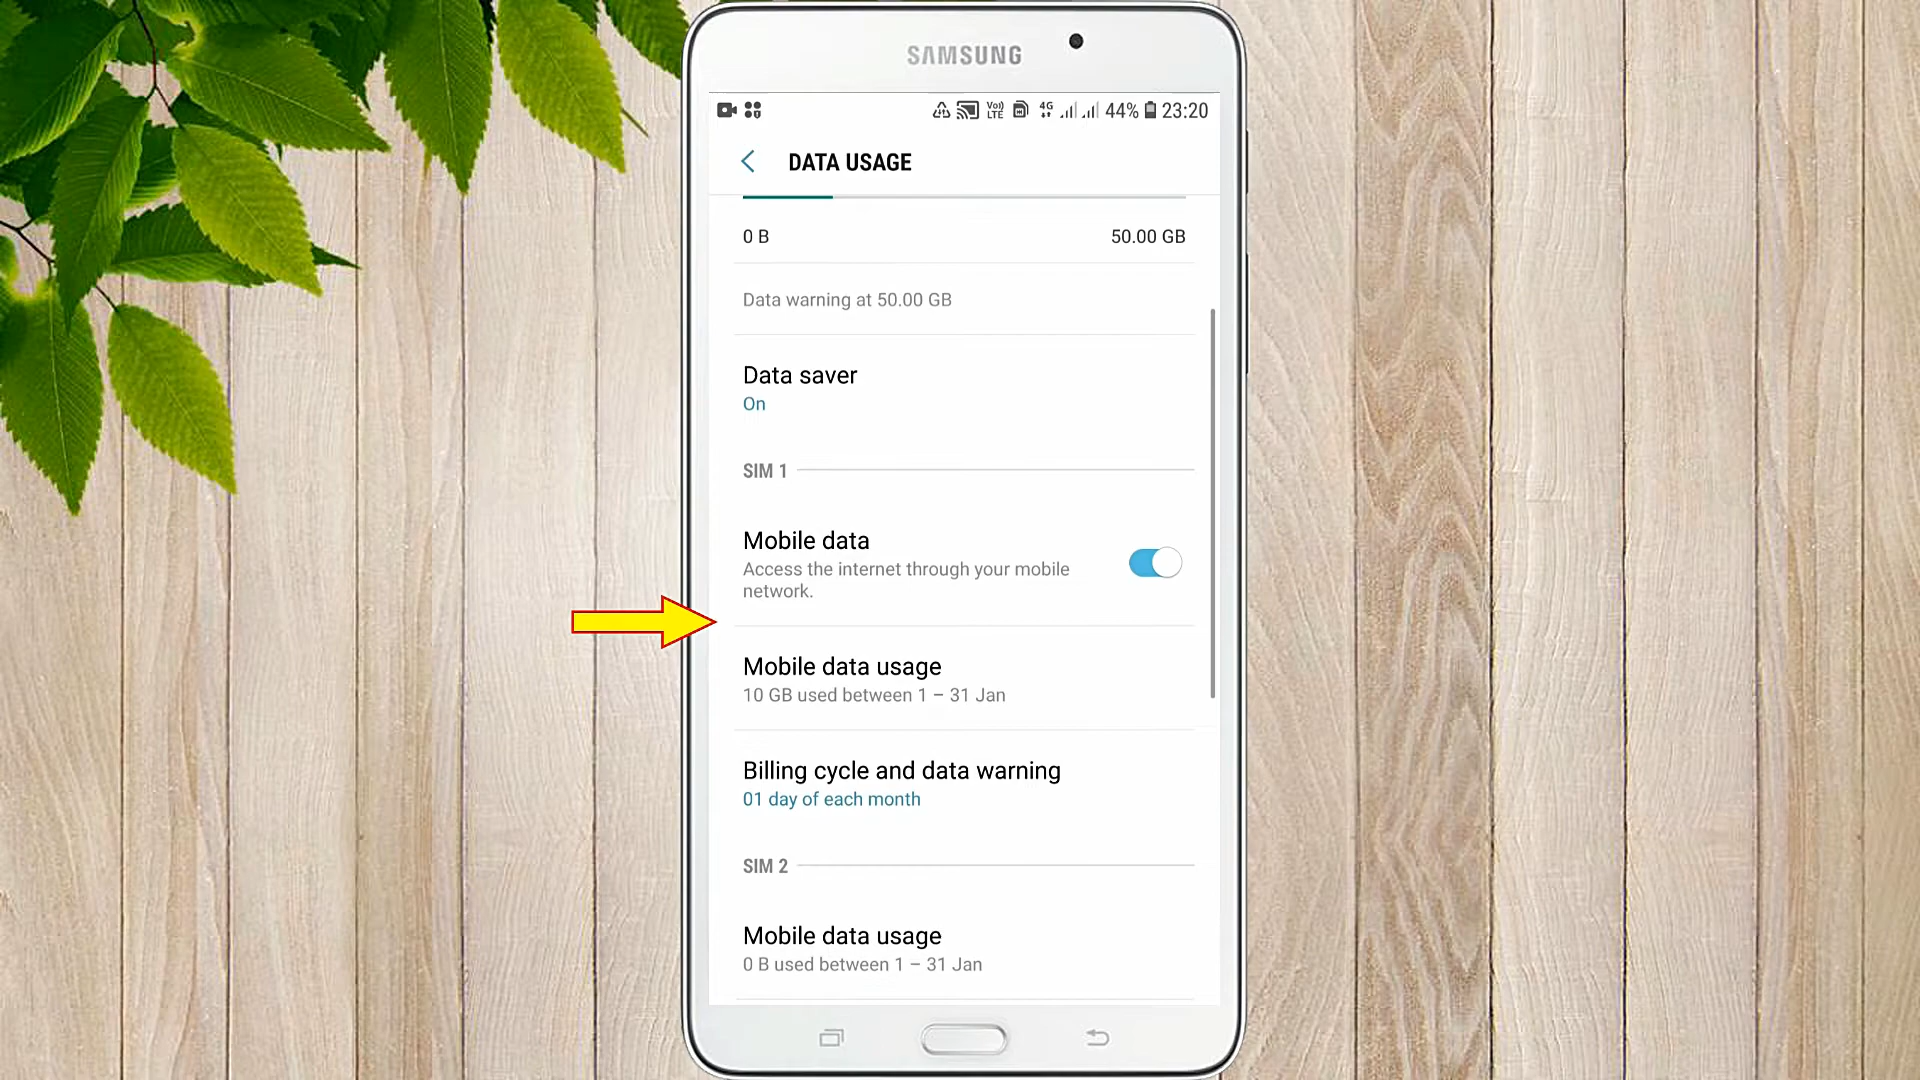 SAMSUNG
Vo)) LTE 4G 44% 23:20
DATA USAGE
0 B 50.00 GB
Data warning at 50.00 GB
Data saver
On
SIM 1
Mobile data
Access the internet through your mobile
network.
Mobile data usage
10 GB used between 1 – 31 Jan
Billing cycle and data warning
01 day of each month
SIM 2
Mobile data usage
0 B used between 1 – 31 Jan